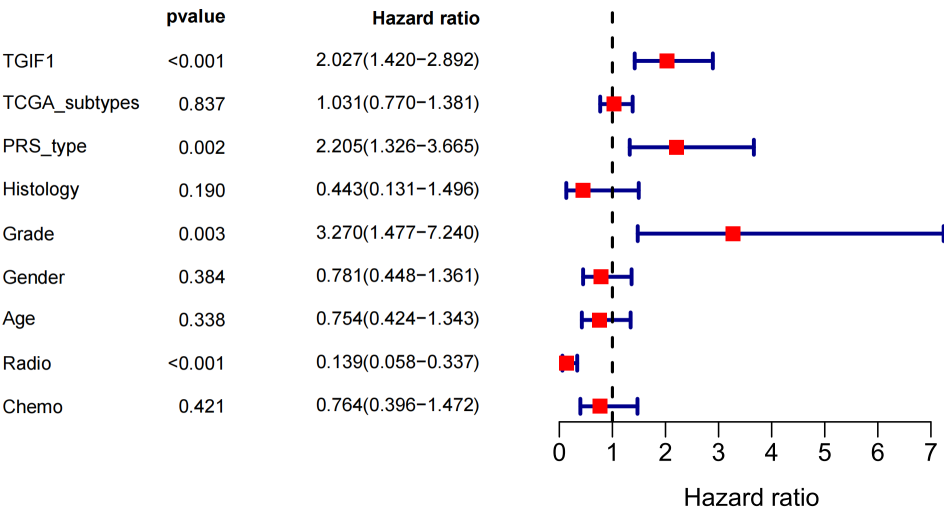 pvalue Hazard ratio
TGIF1 <0.001 2.027(1.420−2.892)
TCGA_subtypes 0.837 1.031(0.770−1.381)
PRS_type 0.002 2.205(1.326−3.665)
Histology 0.190 0.443(0.131−1.496)
Grade 0.003 3.270(1.477−7.240)
Gender 0.384 0.781(0.448−1.361)
Age 0.338 0.754(0.424−1.343)
Radio <0.001 0.139(0.058−0.337)
Chemo 0.421 0.764(0.396−1.472)
0 1 2 3 4 5 6 7
Hazard ratio